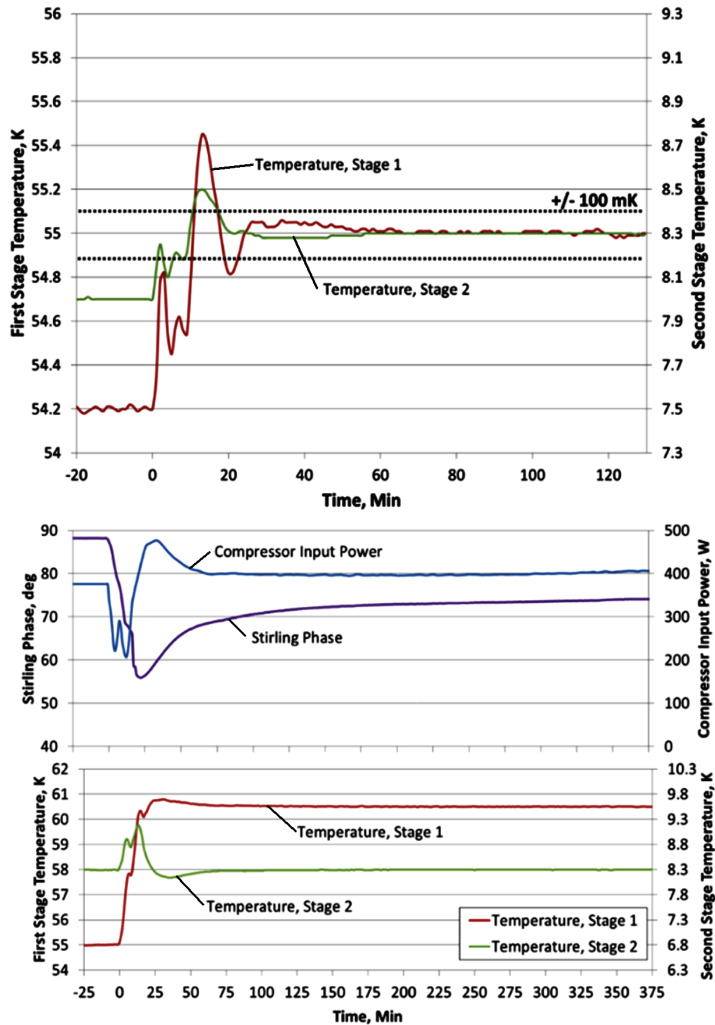 56
55.8
55.6
55.4
55.2
55
54.8
54.6
54.4
54.2
54
First Stage Temperature, K
9.3
9.1
8.9
8.7
8.5
8.3
8.1
7.9
7.7
7.5
7.3
Second Stage Temperature, K
Temperature, Stage 1
+/- 100 mK
Temperature, Stage 2
-20 0 20 40 60 80 100 120
Time, Min
90
80
70
60
50
40
Stirling Phase, deg
500
400
300
200
100
0
Compressor Input Power, W
Compressor Input Power
Stirling Phase
62
61
60
59
58
57
56
55
54
First Stage Temperature, K
10.3
9.8
9.3
8.8
8.3
7.8
7.3
6.8
6.3
Second Stage Temperature, K
Temperature, Stage 1
Temperature, Stage 2
Temperature, Stage 1
Temperature, Stage 2
-25 0 25 50 75 100 125 150 175 200 225 250 275 300 325 350 375
Time, Min